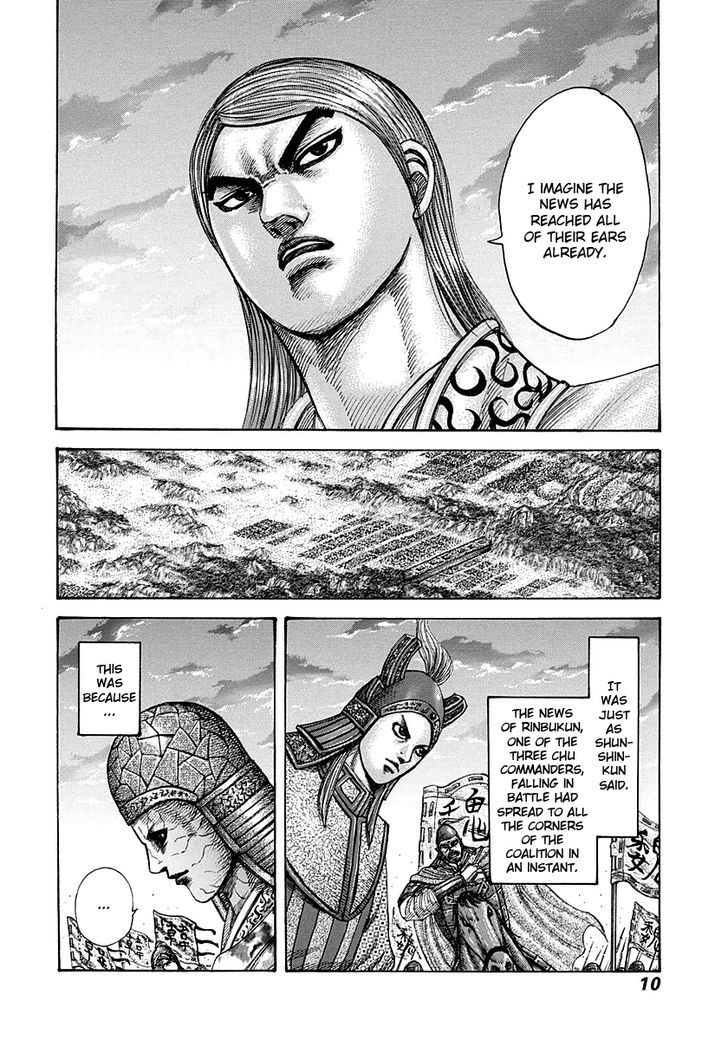 I IMAGINE THE
NEWS HAS
REACHED ALL
OF THEIR EARS
ALREADY.
IT
WAS
JUST
AS
SHUN-
SHIN-
KUN
SAID.
THE NEWS
OF RINBUKUN,
ONE OF THE
THREE CHU
COMMANDERS,
FALLING IN
BATTLE HAD
SPREAD TO ALL
THE CORNERS
OF THE
COALITION IN
AN INSTANT.
THIS
WAS
BECAUSE
...
...
10